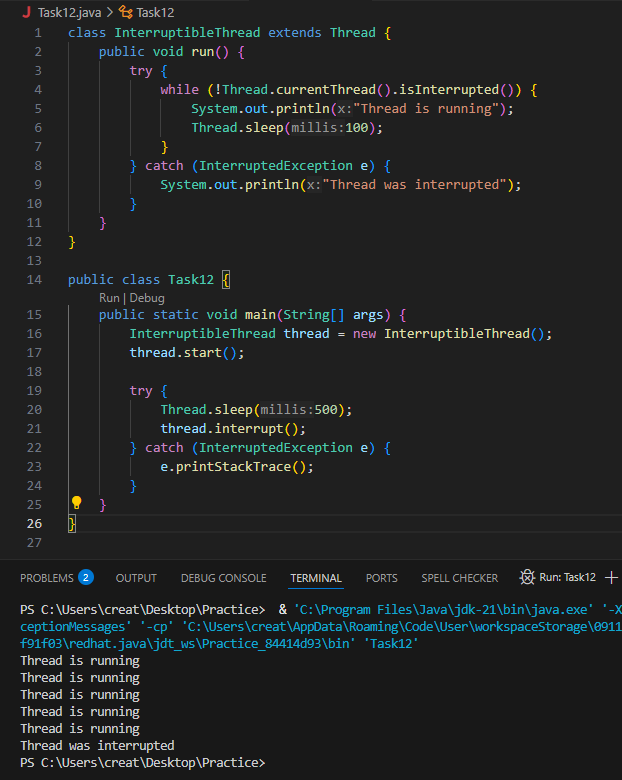 Task12.java > Task12
1 class InterruptibleThread extends Thread {
2 public void run() {
3 try {
4 while (!Thread.currentThread().isInterrupted()) {
5 System.out.println(x:"Thread is running");
6 Thread.sleep(millis:100);
7 }
8 } catch (InterruptedException e) {
9 System.out.println(x:"Thread was interrupted");
10 }
11 }
12 }
13
14 public class Task12 {
Run | Debug
15 public static void main(String[] args) {
16 InterruptibleThread thread = new InterruptibleThread();
17 thread.start();
18
19 try {
20 Thread.sleep(millis:500);
21 thread.interrupt();
22 } catch (InterruptedException e) {
23 e.printStackTrace();
24 }
25 }
26 }
27
PROBLEMS 2 OUTPUT DEBUG CONSOLE TERMINAL PORTS SPELL CHECKER Run: Task12
PS C:\Users\creat\Desktop\Practice> & 'C:\Program Files\Java\jdk-21\bin\java.exe' '-X
ceptionMessages' '-cp' 'C:\Users\creat\AppData\Roaming\Code\User\workspaceStorage\0911
f91f03\redhat.java\jdt_ws\Practice_84414d93\bin' 'Task12'
Thread is running
Thread is running
Thread is running
Thread is running
Thread is running
Thread was interrupted
PS C:\Users\creat\Desktop\Practice>